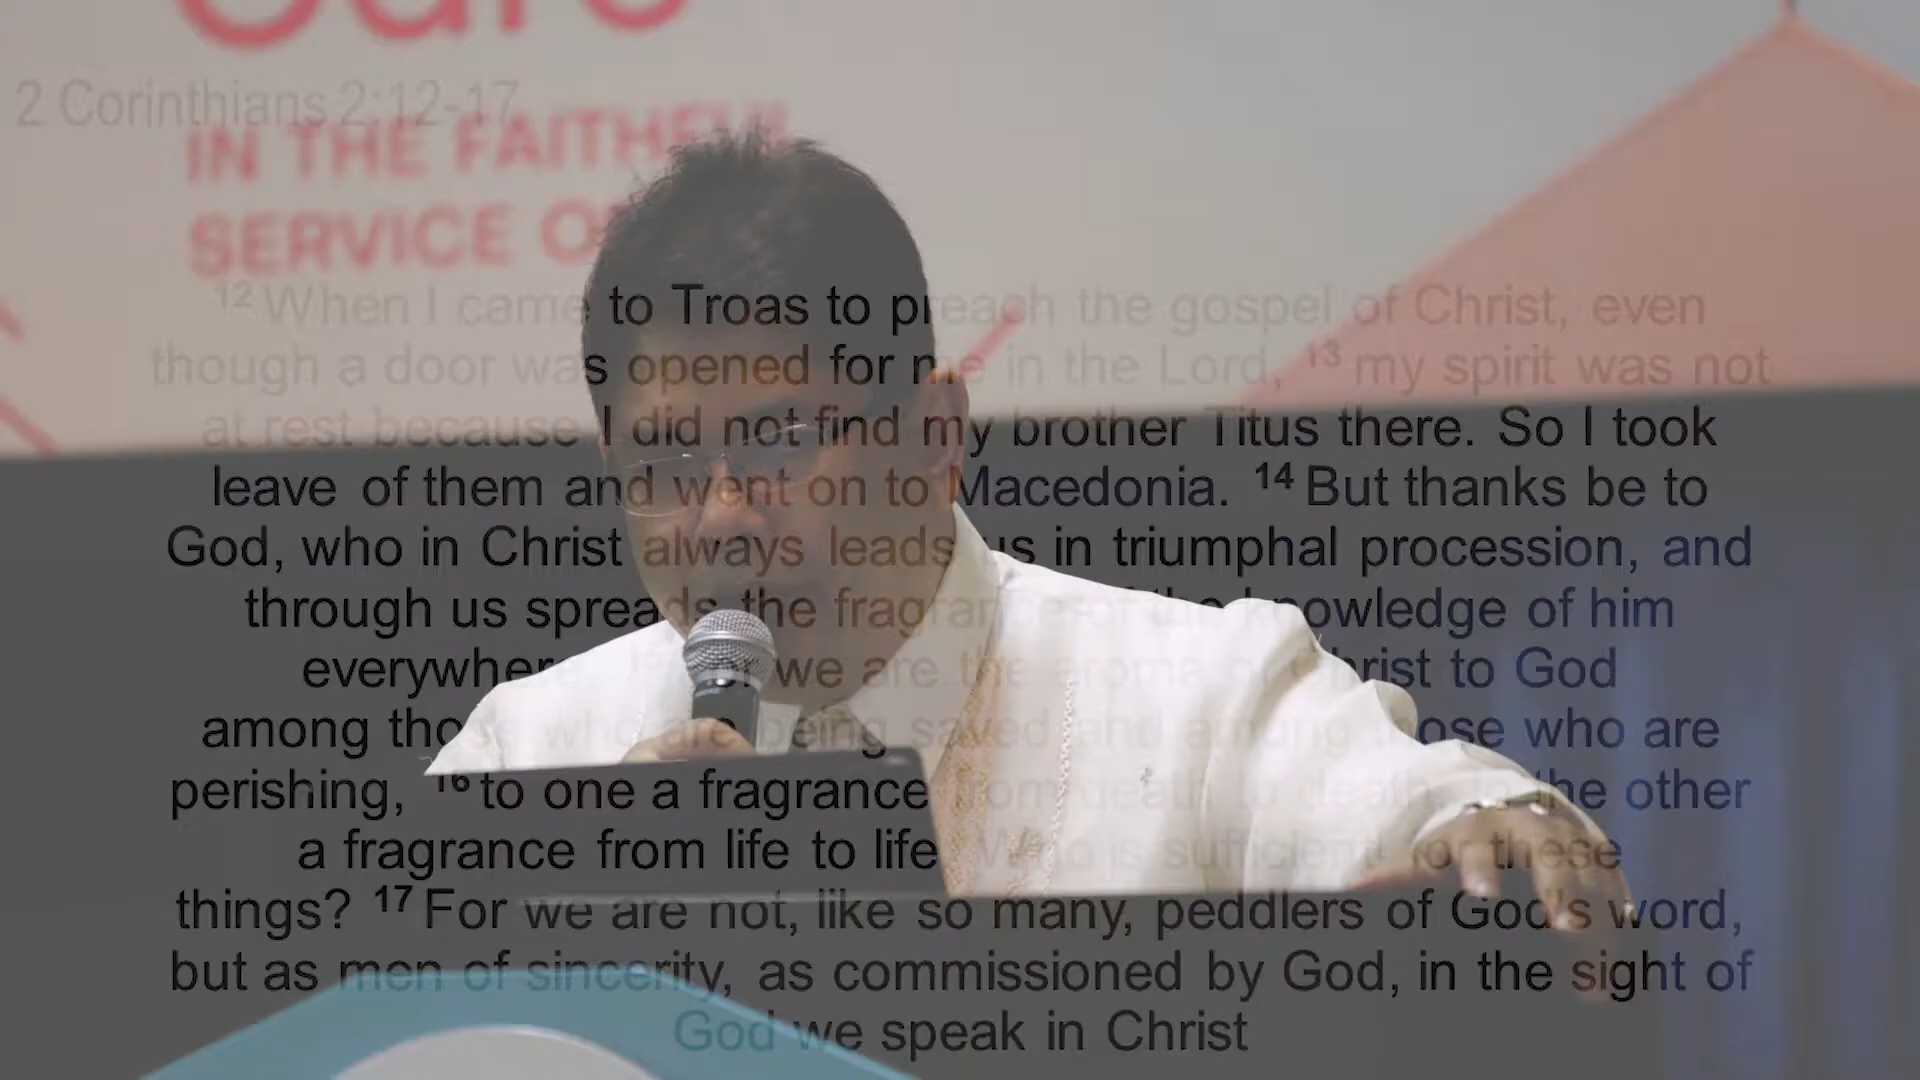 2 Corinthians 2:12-17
IN THE FAITHFUL
SERVICE OF
12 When I came to Troas to preach the gospel of Christ, even
though a door was opened for me in the Lord, 13 my spirit was not
at rest because I did not find my brother Titus there. So I took
leave of them and went on to Macedonia. 14 But thanks be to
God, who in Christ always leads us in triumphal procession, and
through us spreads the fragrance of the knowledge of him
everywhere. 15 For we are the aroma of Christ to God
among those who are being saved and among those who are
perishing, 16 to one a fragrance from death to death, to the other
a fragrance from life to life. Who is sufficient for these
things? 17 For we are not, like so many, peddlers of God's word,
but as men of sincerity, as commissioned by God, in the sight of
God we speak in Christ